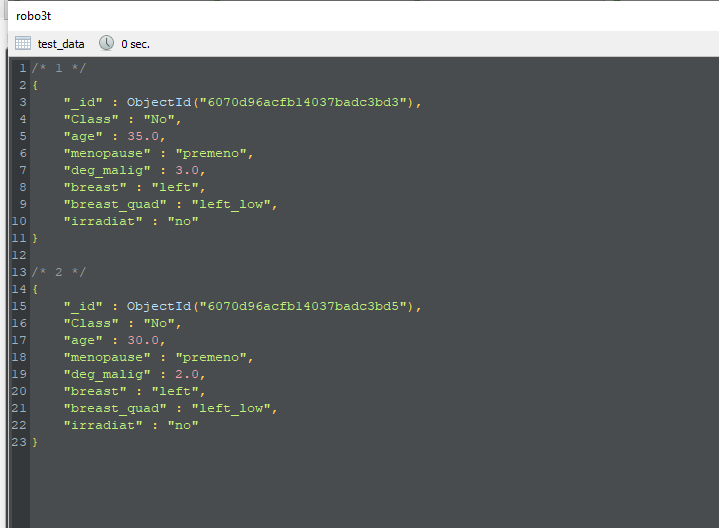 robo3t
test_data 0 sec.
1 /* 1 */
2 {
3 "_id" : ObjectId("6070d96acfb14037badc3bd3"),
4 "Class" : "No",
5 "age" : 35.0,
6 "menopause" : "premeno",
7 "deg_malig" : 3.0,
8 "breast" : "left",
9 "breast_quad" : "left_low",
10 "irradiat" : "no"
11 }
12
13 /* 2 */
14 {
15 "_id" : ObjectId("6070d96acfb14037badc3bd5"),
16 "Class" : "No",
17 "age" : 30.0,
18 "menopause" : "premeno",
19 "deg_malig" : 2.0,
20 "breast" : "left",
21 "breast_quad" : "left_low",
22 "irradiat" : "no"
23 }